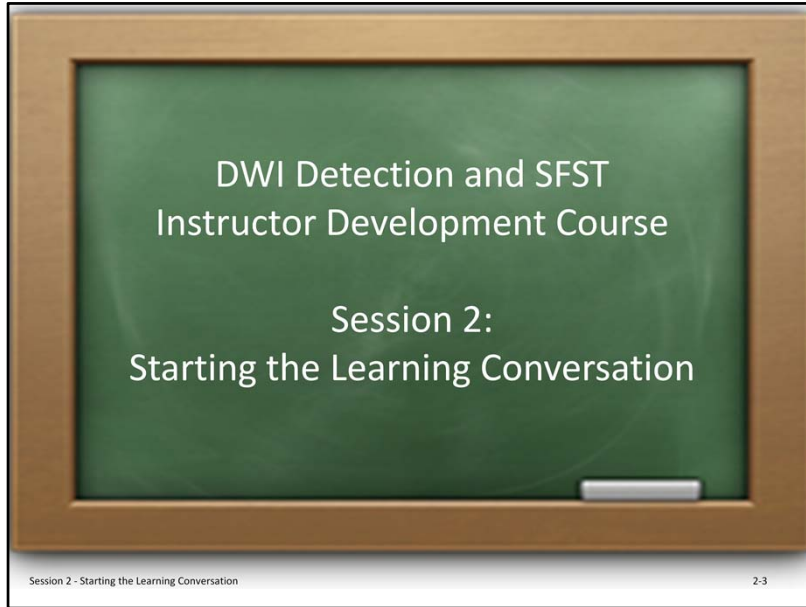 DWI Detection and SFST
Instructor Development Course
Session 2:
Starting the Learning Conversation
Session 2 - Starting the Learning Conversation
2-3